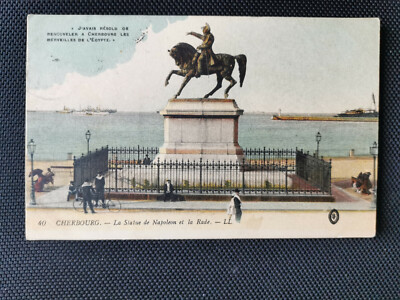 « J'AVAIS RÉSOLU DE
RENOUVELER A CHERBOURG LES
MERVEILLES DE L'ÉGYPTE. »
40 CHERBOURG. — La Statue de Napoléon et la Rade. — LL.